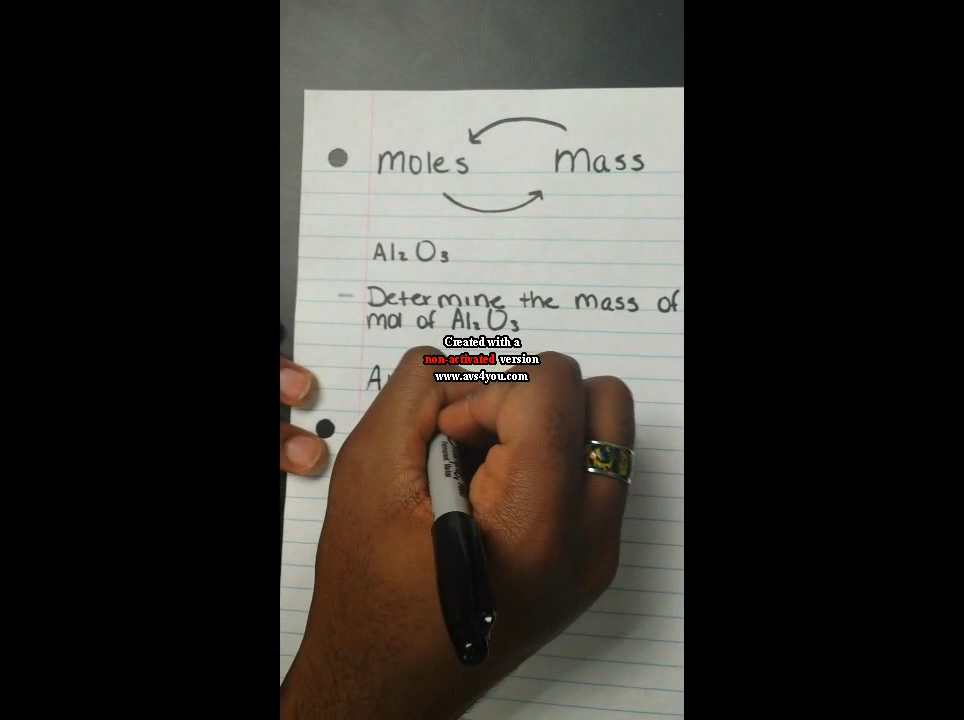 moles mass
Al₂O₃
- Determine the mass of
mol of Al₂O₃
Created with a
non-activated version
www.avs4you.com